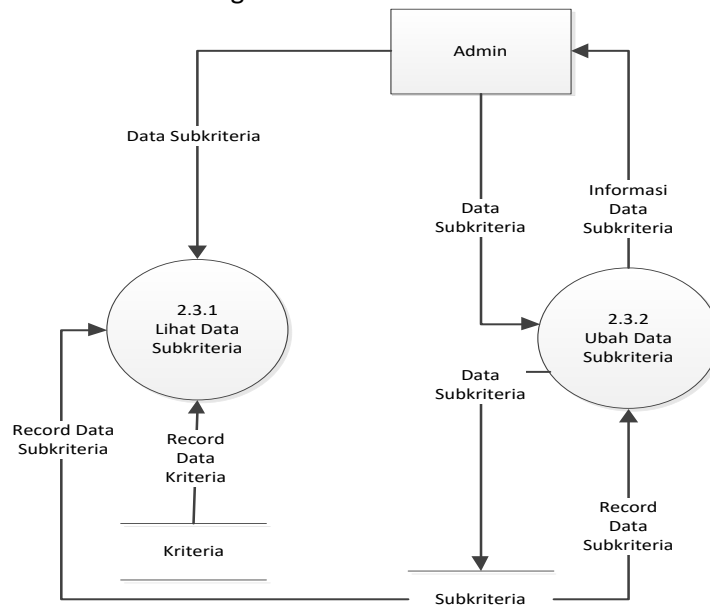 Admin
Data Subkriteria
Data
Subkriteria
Informasi
Data
Subkriteria
2.3.1
Lihat Data
Subkriteria
2.3.2
Ubah Data
Subkriteria
Data
Subkriteria
Record Data
Subkriteria
Record
Data
Kriteria
Record
Data
Subkriteria
Kriteria
Subkriteria